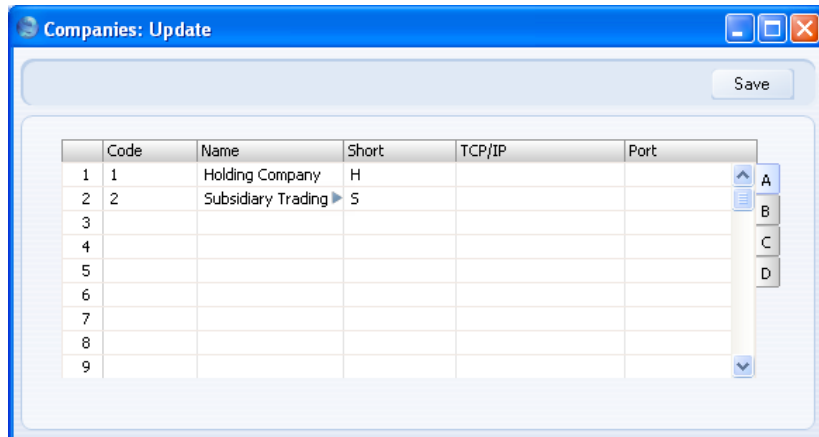 Companies: Update
Save
Code Name Short TCP/IP Port
1 1 Holding Company H
A
2 2 Subsidiary Trading S
B
3
4
C
5
D
6
7
8
9